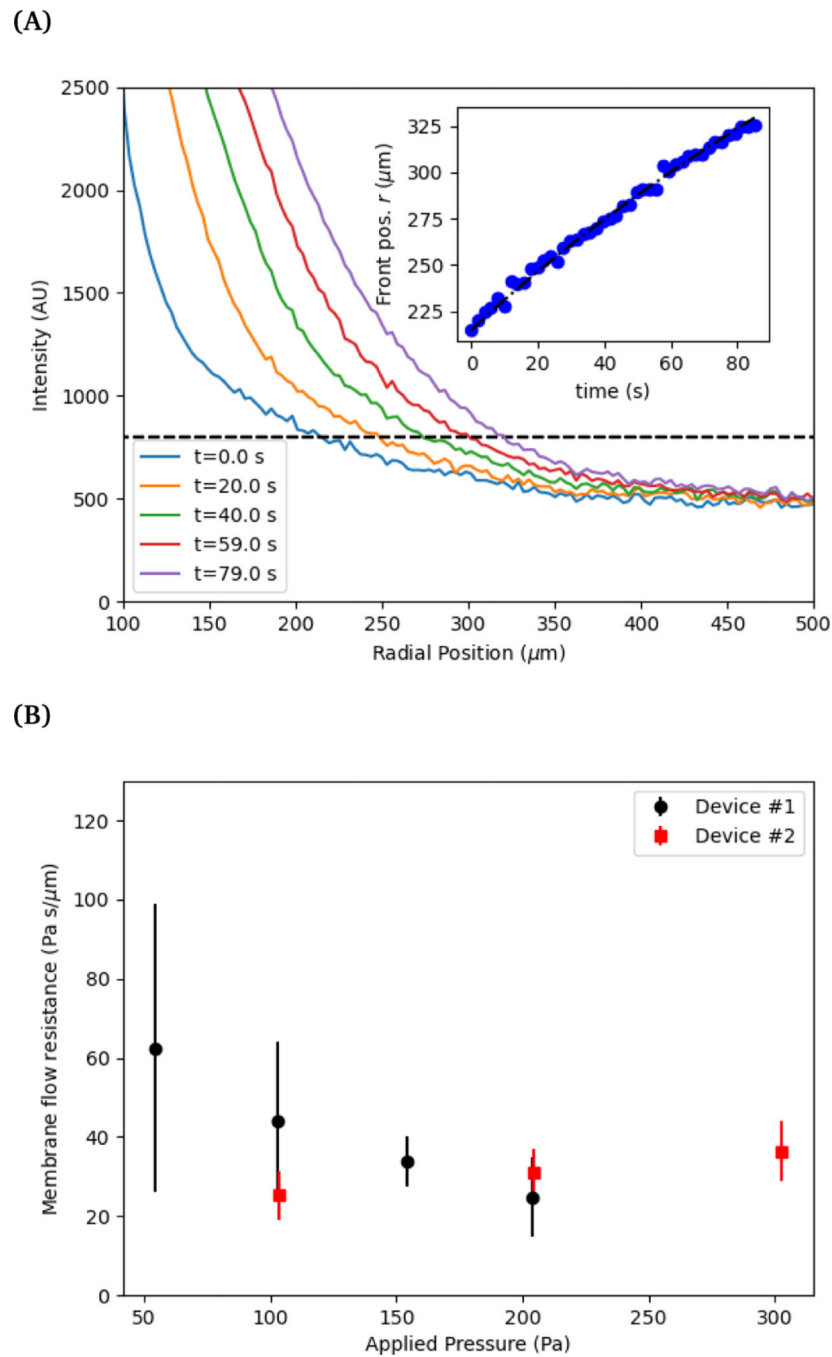 (A)
2500
2000
1500
1000
500
0
Intensity (AU)
100 150 200 250 300 350 400 450 500
Radial Position (μm)
t=0.0 s
t=20.0 s
t=40.0 s
t=59.0 s
t=79.0 s
325
300
275
250
225
Front pos. r (μm)
0 20 40 60 80
time (s)
(B)
120
100
80
60
40
20
0
Membrane flow resistance (Pa s/μm)
Device #1
Device #2
50 100 150 200 250 300
Applied Pressure (Pa)